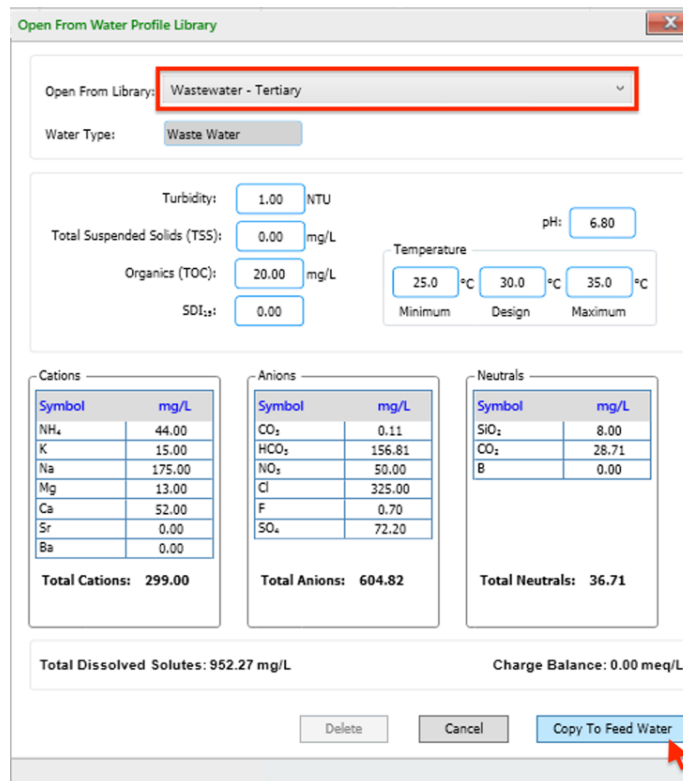 Open From Water Profile Library
Open From Library: Wastewater - Tertiary
Water Type: Waste Water
Turbidity: 1.00 NTU
Total Suspended Solids (TSS): 0.00 mg/L
Organics (TOC): 20.00 mg/L
SDI₁₅: 0.00
pH: 6.80
Temperature
25.0 °C 30.0 °C 35.0 °C
Minimum Design Maximum
Cations
Symbol mg/L
NH₄ 44.00
K 15.00
Na 175.00
Mg 13.00
Ca 52.00
Sr 0.00
Ba 0.00
Total Cations: 299.00
Anions
Symbol mg/L
CO₃ 0.11
HCO₃ 156.81
NO₃ 50.00
Cl 325.00
F 0.70
SO₄ 72.20
Total Anions: 604.82
Neutrals
Symbol mg/L
SiO₂ 8.00
CO₂ 28.71
B 0.00
Total Neutrals: 36.71
Total Dissolved Solutes: 952.27 mg/L
Charge Balance: 0.00 meq/L
Delete Cancel Copy To Feed Water